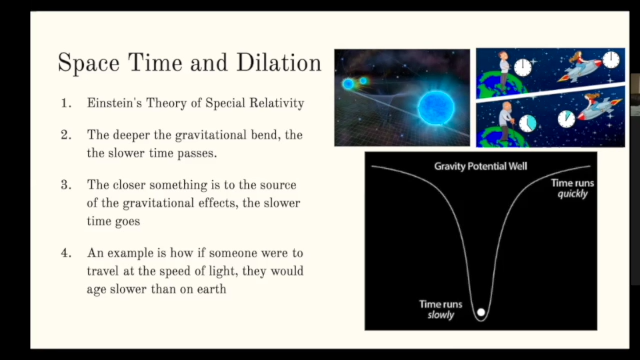 Space Time and Dilation
1. Einstein's Theory of Special Relativity
2. The deeper the gravitational bend, the
the slower time passes.
3. The closer something is to the source
of the gravitational effects, the slower
time goes
4. An example is how if someone were to
travel at the speed of light, they would
age slower than on earth
Gravity Potential Well
Time runs
quickly
Time runs
slowly